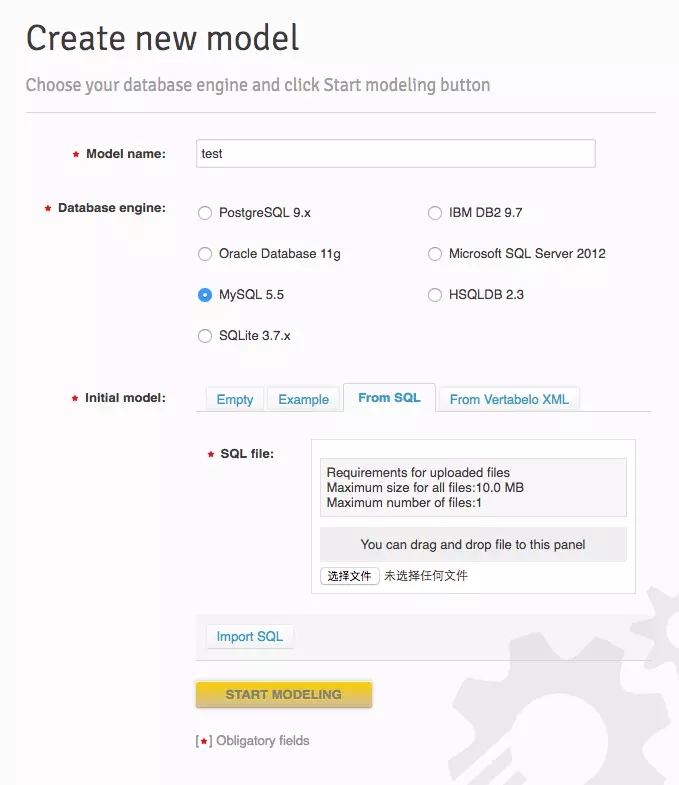 Create new model
Choose your database engine and click Start modeling button
* Model name: test
* Database engine:
PostgreSQL 9.x IBM DB2 9.7
Oracle Database 11g Microsoft SQL Server 2012
MySQL 5.5 HSQLDB 2.3
SQLite 3.7.x
* Initial model: Empty Example From SQL From Vertabelo XML
* SQL file:
Requirements for uploaded files
Maximum size for all files:10.0 MB
Maximum number of files:1
You can drag and drop file to this panel
选择文件 未选择任何文件
Import SQL
START MODELING
[*] Obligatory fields